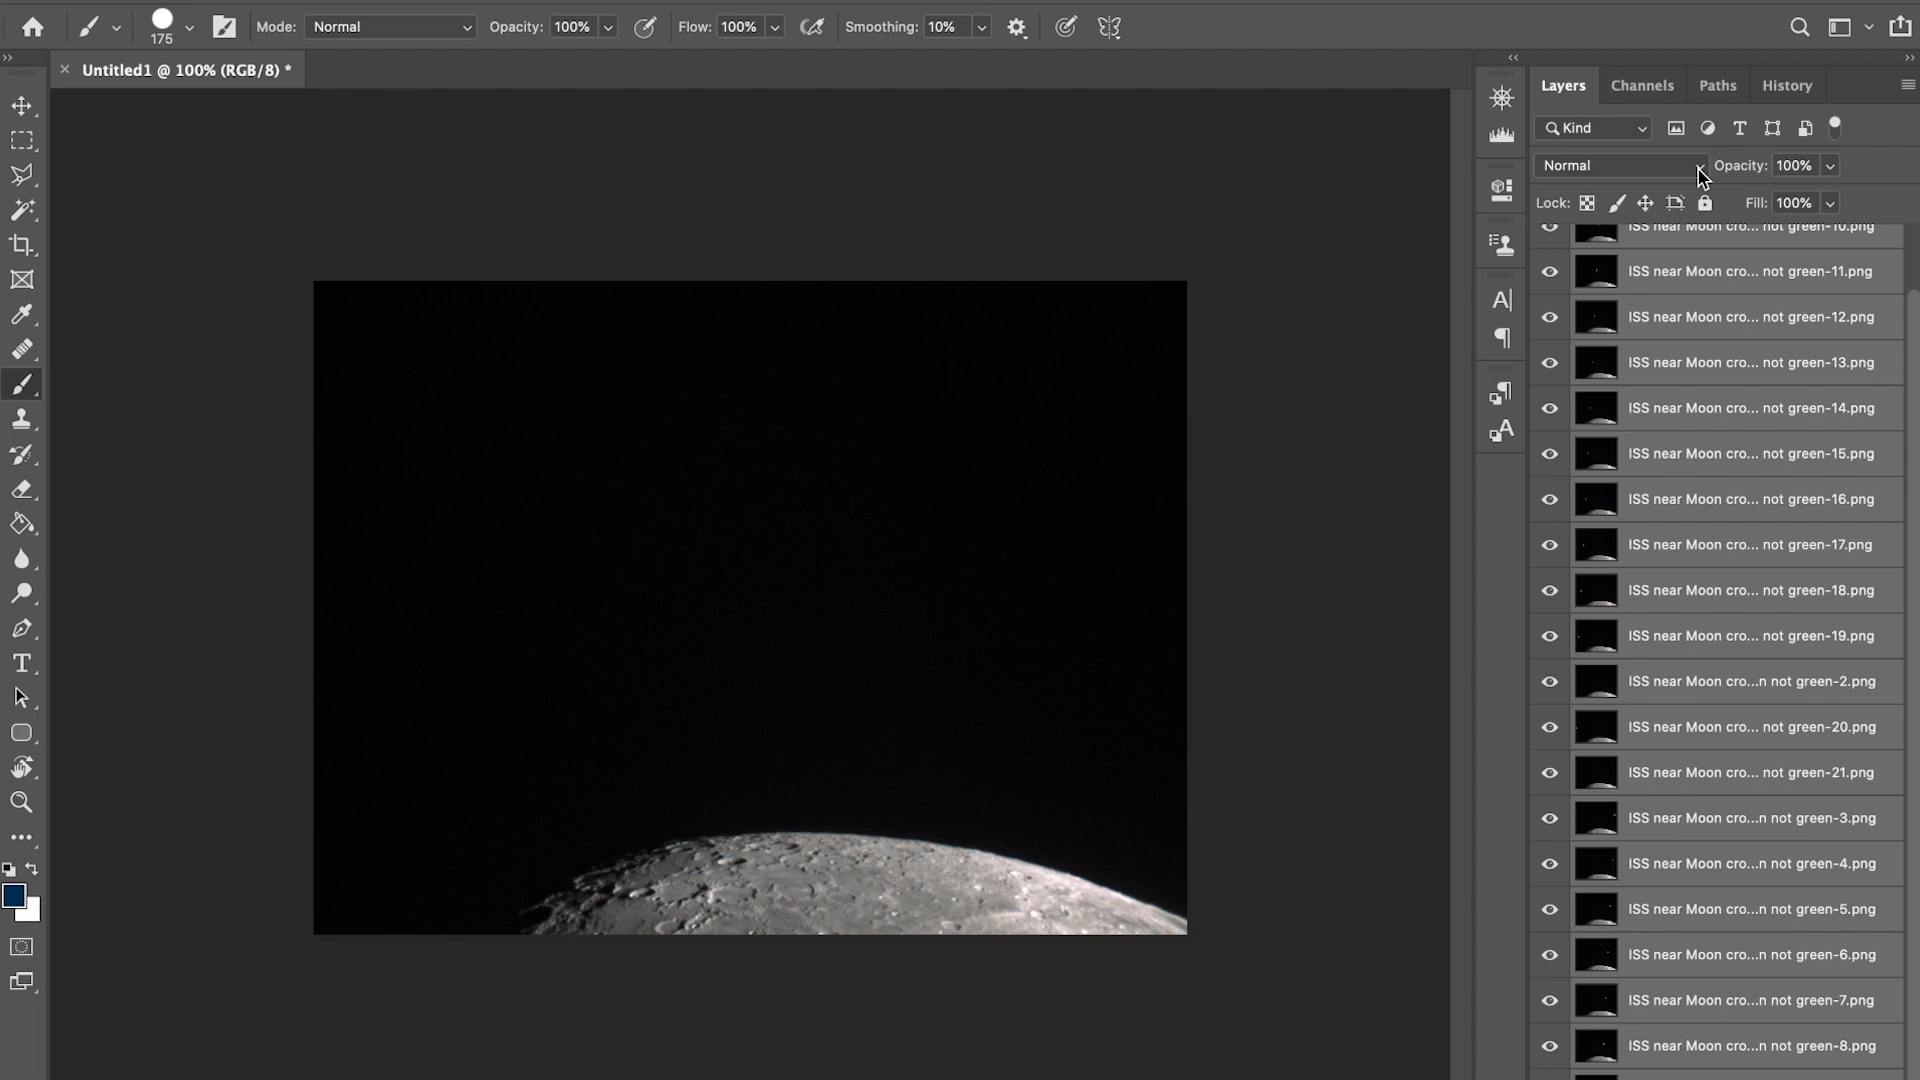 175
Mode: Normal
Opacity: 100%
Flow: 100%
Smoothing: 10%
Untitled1 @ 100% (RGB/8) *
Layers
Channels
Paths
History
Kind
Normal
Opacity: 100%
Lock:
Fill: 100%
ISS near Moon cro... not green-10.png
ISS near Moon cro... not green-11.png
ISS near Moon cro... not green-12.png
ISS near Moon cro... not green-13.png
ISS near Moon cro... not green-14.png
ISS near Moon cro... not green-15.png
ISS near Moon cro... not green-16.png
ISS near Moon cro... not green-17.png
ISS near Moon cro... not green-18.png
ISS near Moon cro... not green-19.png
ISS near Moon cro...n not green-2.png
ISS near Moon cro... not green-20.png
ISS near Moon cro... not green-21.png
ISS near Moon cro...n not green-3.png
ISS near Moon cro...n not green-4.png
ISS near Moon cro...n not green-5.png
ISS near Moon cro...n not green-6.png
ISS near Moon cro...n not green-7.png
ISS near Moon cro...n not green-8.png